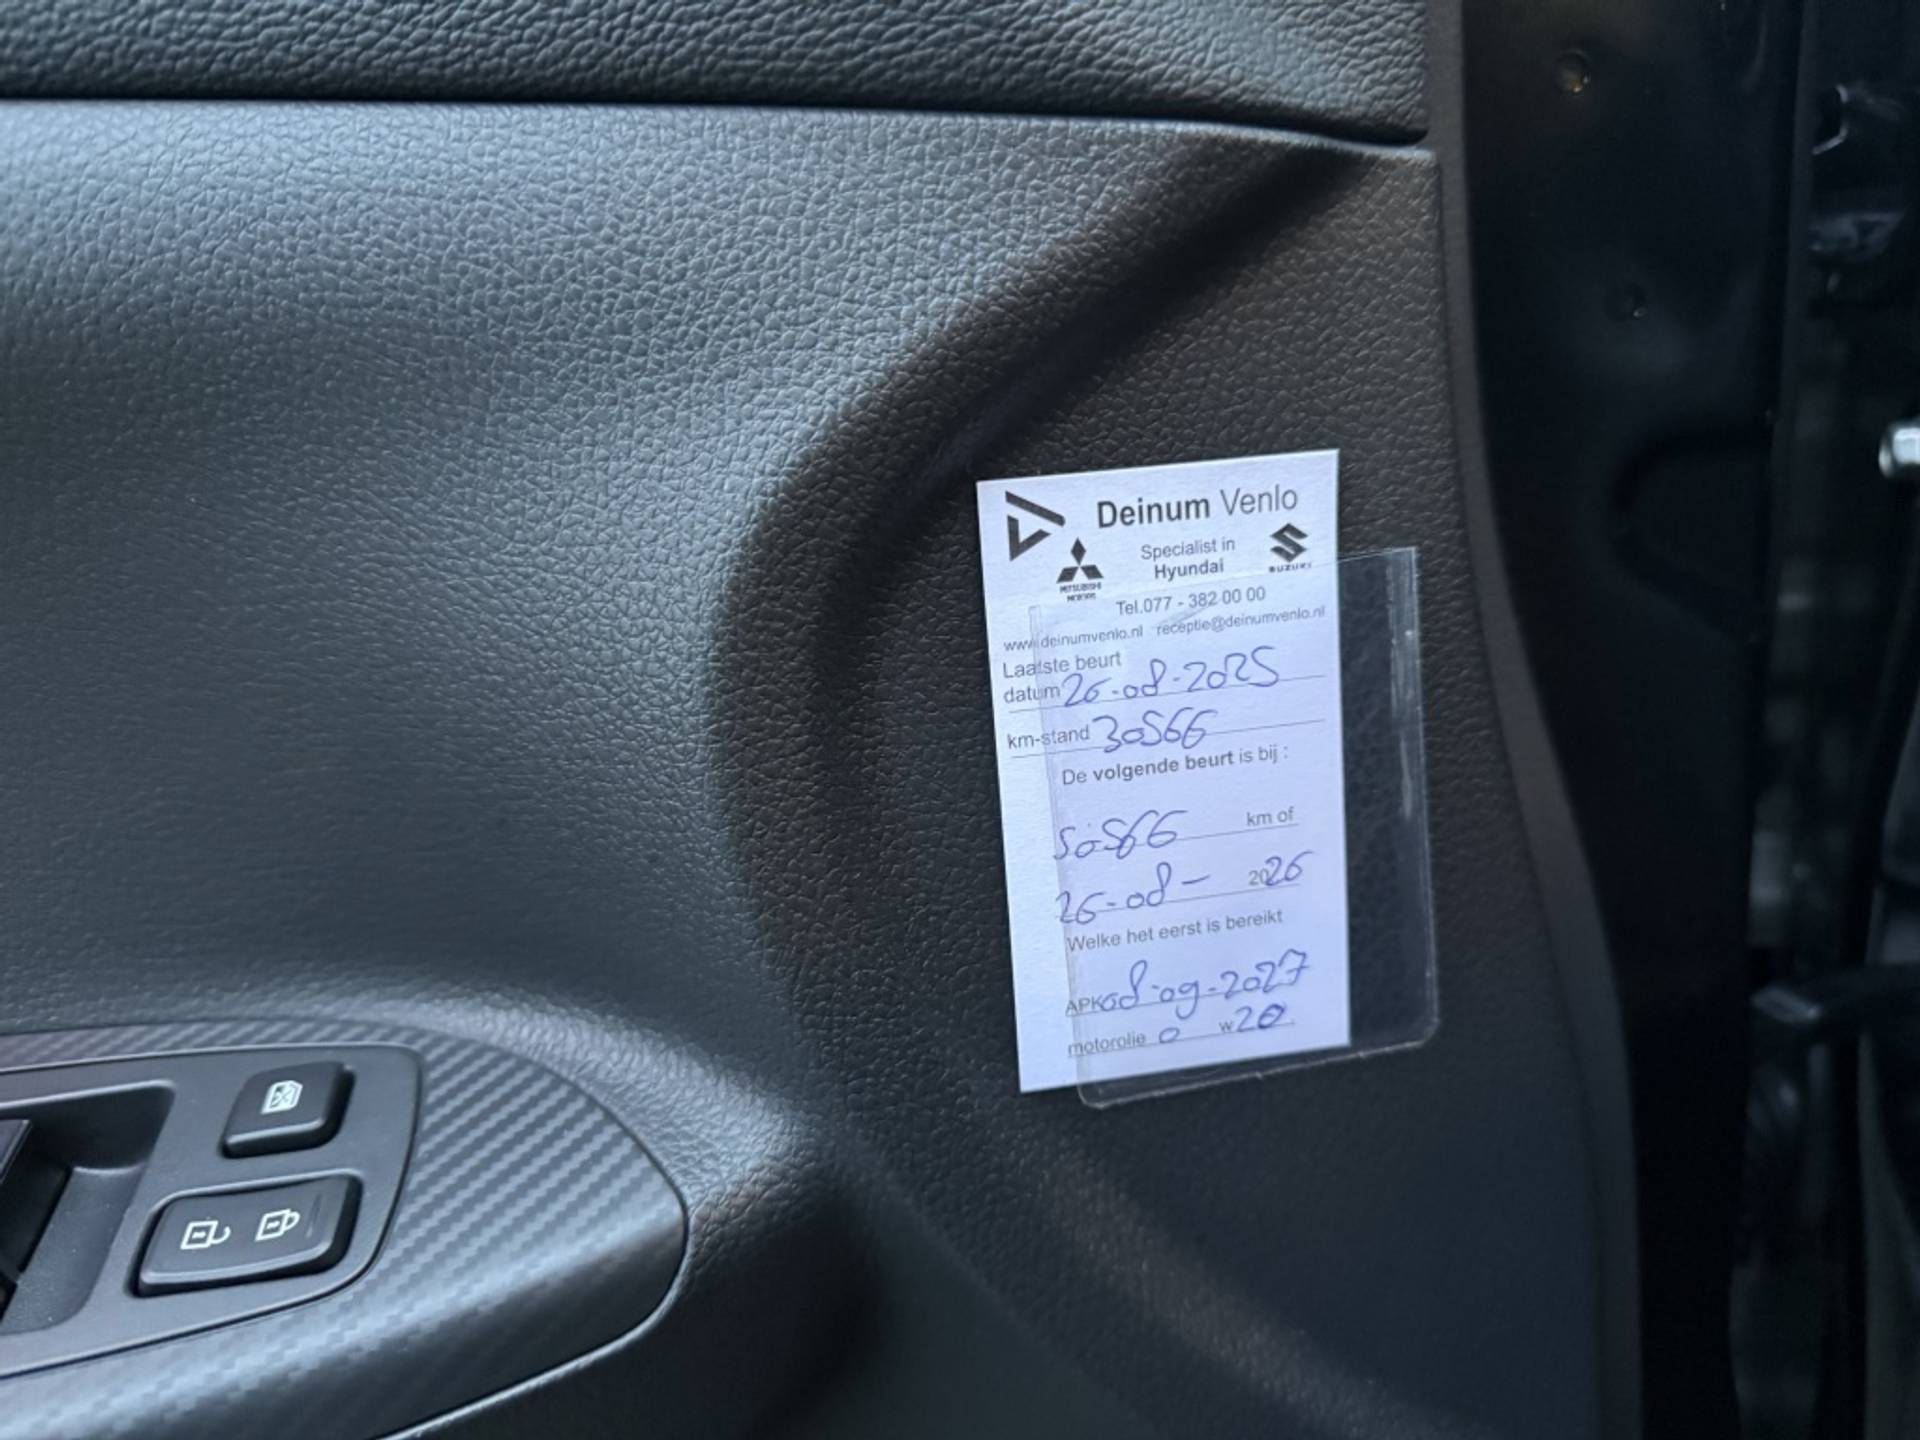 Deinum Venlo
Specialist in
Hyundai
MITSUBISHI
MOTORS
SUZUKI
Tel.077 - 382 00 00
www.deinumvenlo.nl receptie@deinumvenlo.nl
Laatste beurt
datum 26-08-2025
km-stand 30566
De volgende beurt is bij :
50566 km of
26-08- 2026
Welke het eerst is bereikt
APK 08-09-2027
motorolie 0 w 20